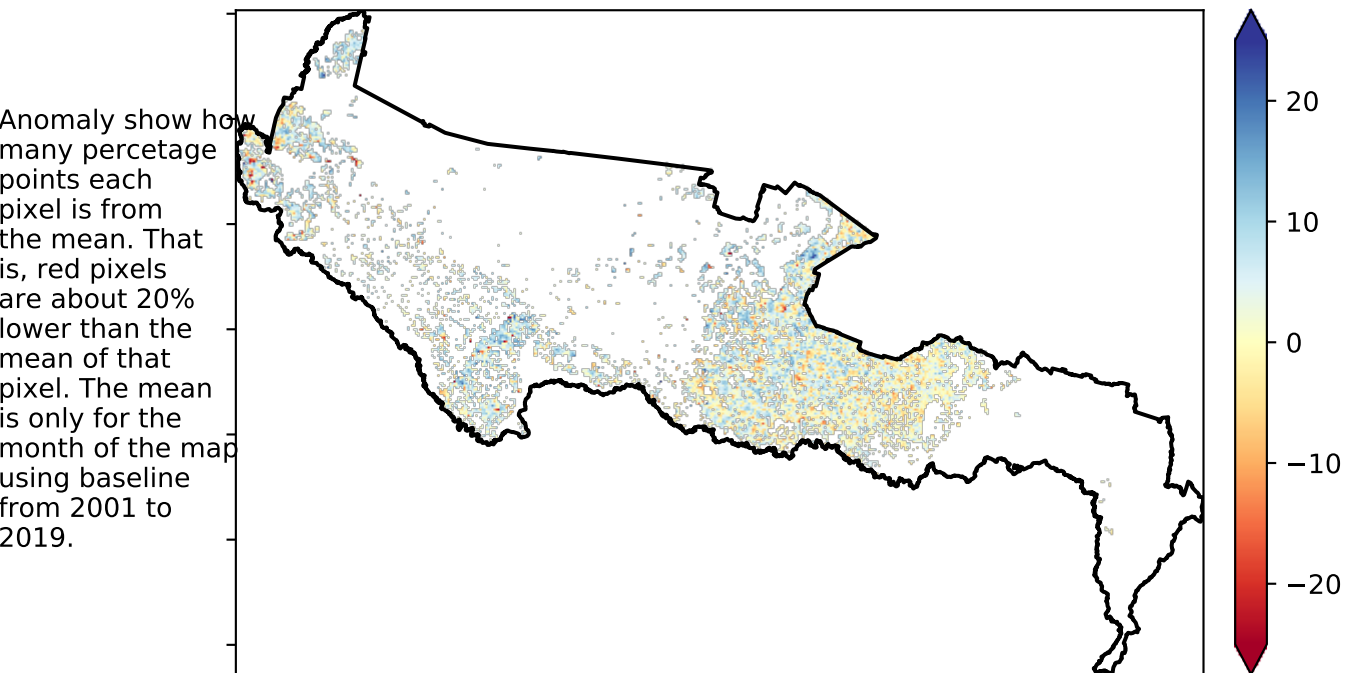 Anomaly show how
many percetage
points each
pixel is from
the mean. That
is, red pixels
are about 20%
lower than the
mean of that
pixel. The mean
is only for the
month of the map
using baseline
from 2001 to
2019.
20
10
0
−10
−20